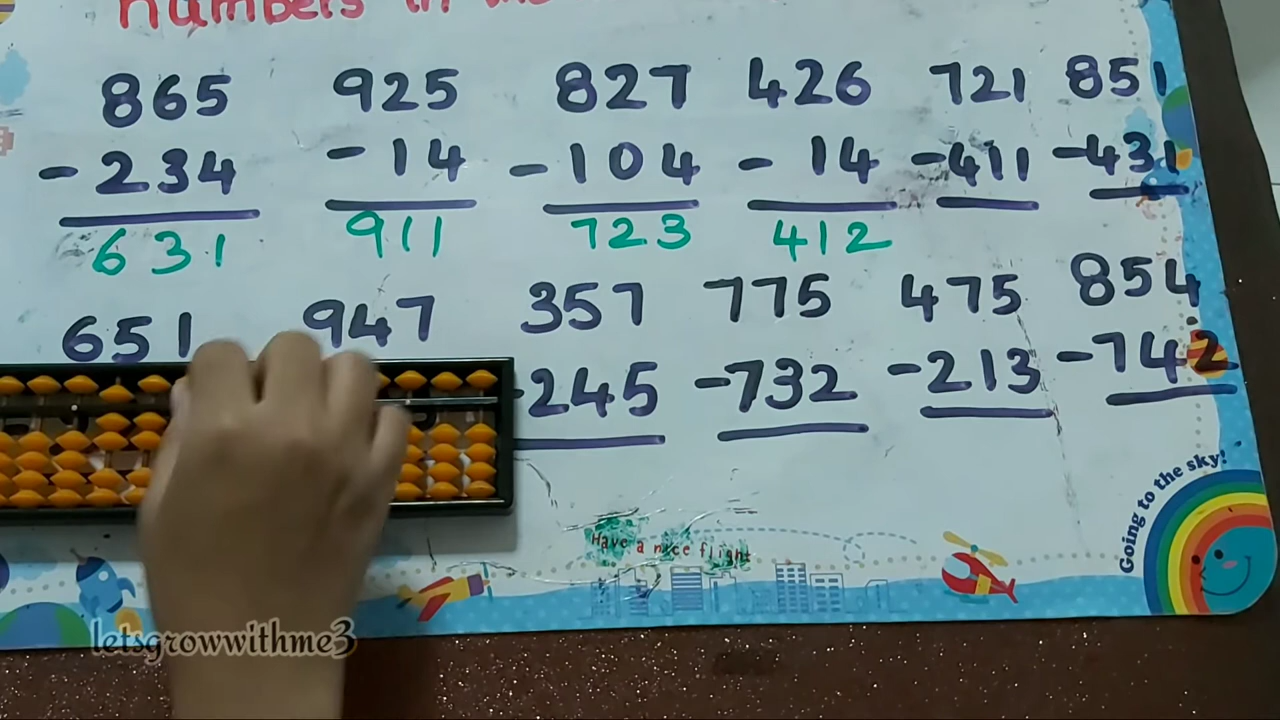 numbers in
865 925 827 426 721 851
-234 -14 -104 -14 -411 -431
631 911 723 412
651 947 357 775 475 854
-245 -732 -213 -742
Going to the sky!
Have a nice flight
letsgrowwithme3